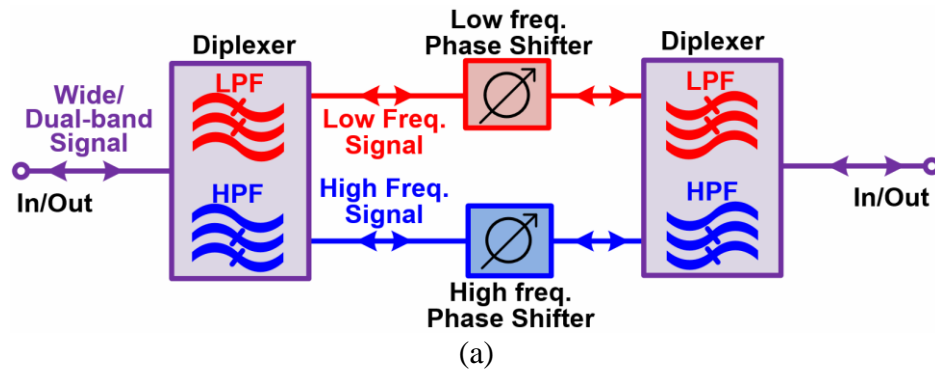 Low freq.
Phase Shifter
Diplexer
Diplexer
LPF
LPF
Wide/
Dual-band
Signal
Low Freq.
Signal
In/Out
HPF
High Freq.
Signal
HPF
In/Out
High freq.
Phase Shifter
(a)